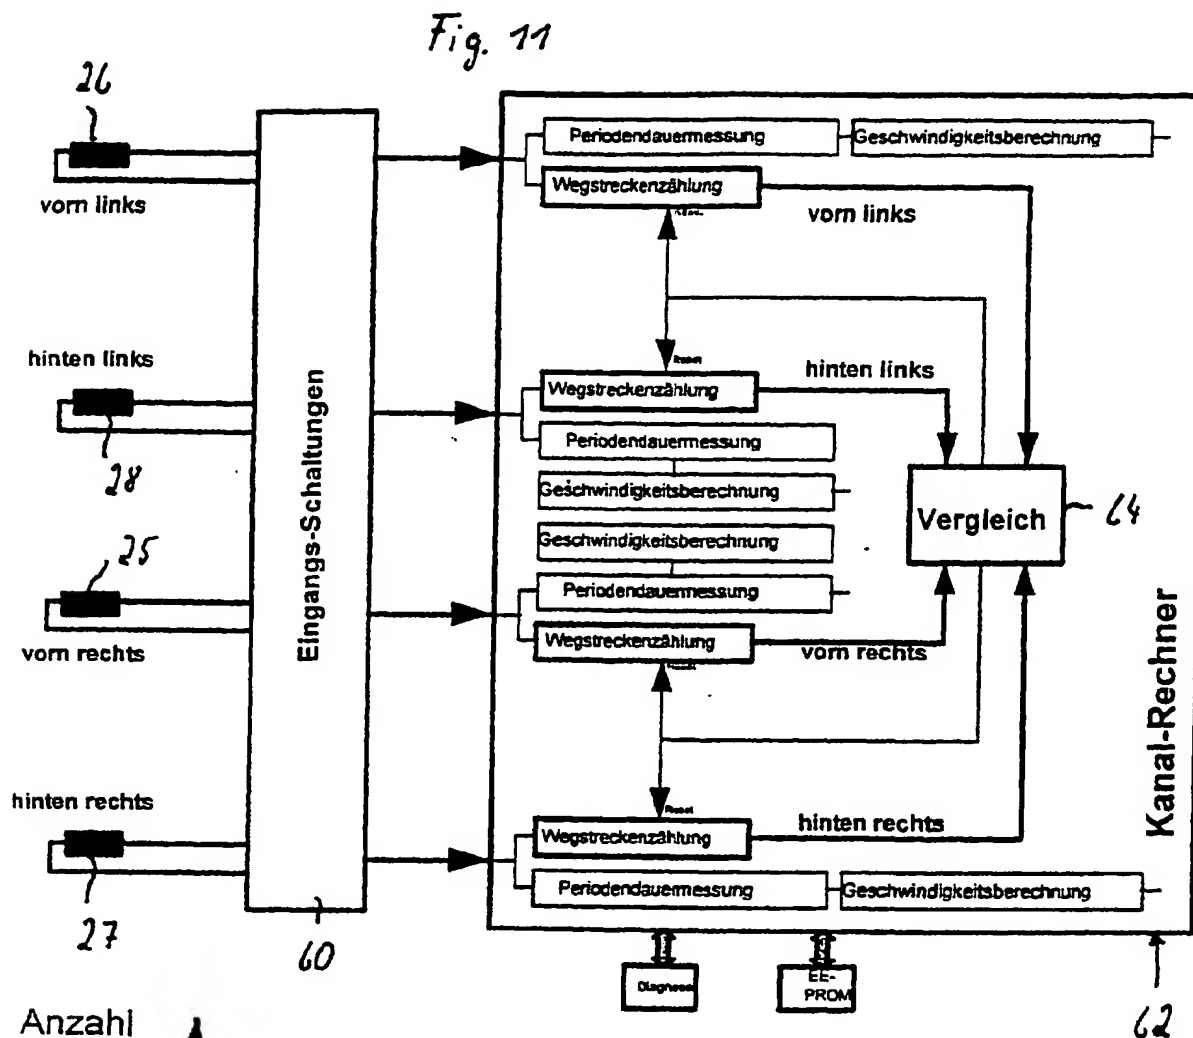 Fig. 11
26
vorn links
hinten links
28
25
vorn rechts
hinten rechts
27
Eingangs-Schaltungen
60
Periodendauermessung
Geschwindigkeitsberechnung
Wegstreckenzählung
vorn links
Reset
Wegstreckenzählung
hinten links
Periodendauermessung
Geschwindigkeitsberechnung
Geschwindigkeitsberechnung
Periodendauermessung
Wegstreckenzählung
vorn rechts
Vergleich
64
Reset
Wegstreckenzählung
hinten rechts
Periodendauermessung
Geschwindigkeitsberechnung
Kanal-Rechner
Diagnose
EE-
PROM
62
Anzahl